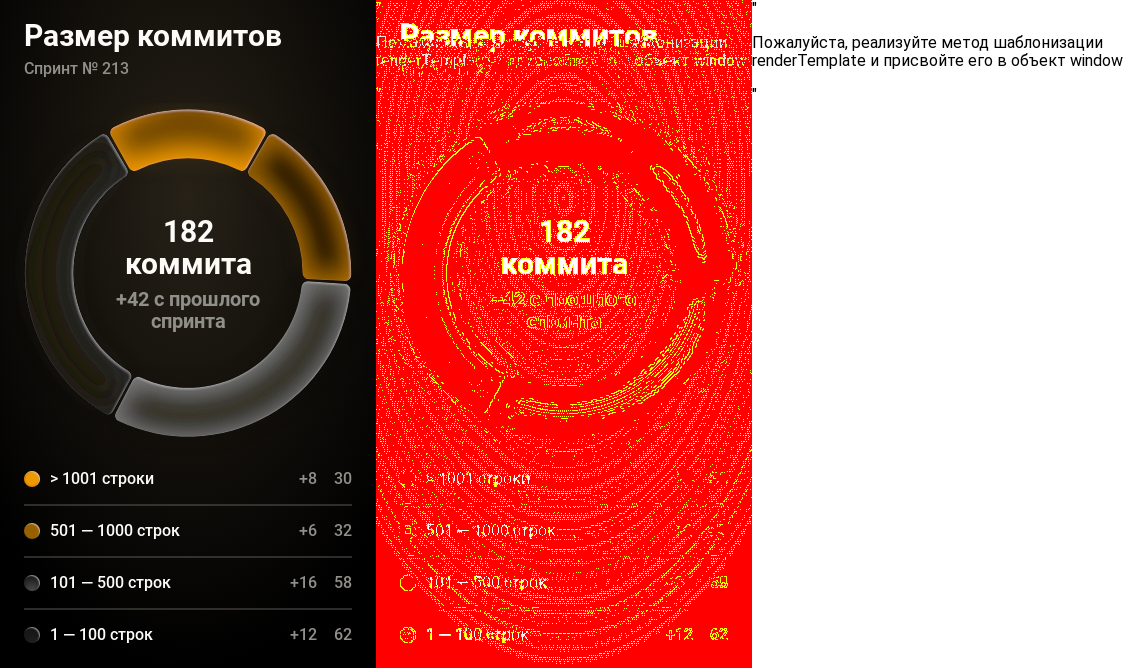 Размер коммитов
Спринт № 213
182
коммита
+42 с прошлого
спринта
> 1001 строки +8 30
501 — 1000 строк +6 32
101 — 500 строк +16 58
1 — 100 строк +12 62
"
Размер коммитов
Пожалуйста, реализуйте метод шаблонизации
renderTemplate и присвойте его в объект window
"
182
коммита
+42 с прошлого
спринта
> 1001 строки
501 — 1000 строк
101 — 500 строк
1 — 100 строк +12 62
"
Пожалуйста, реализуйте метод шаблонизации
renderTemplate и присвойте его в объект window
"